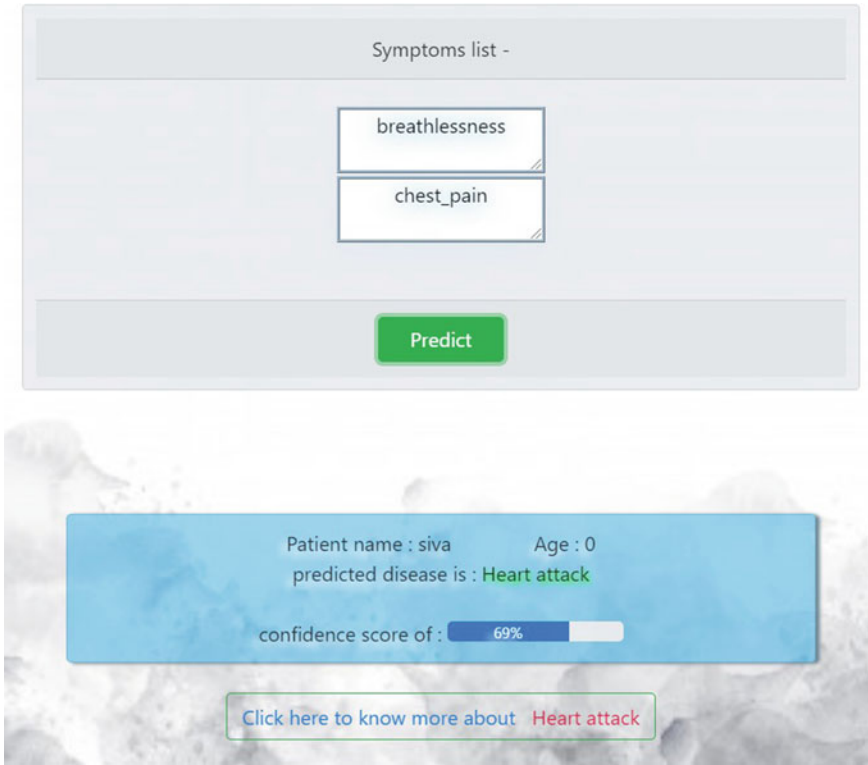 Symptoms list -
breathlessness
chest_pain
Predict
Patient name : siva Age : 0
predicted disease is : Heart attack
confidence score of : 69%
Click here to know more about Heart attack